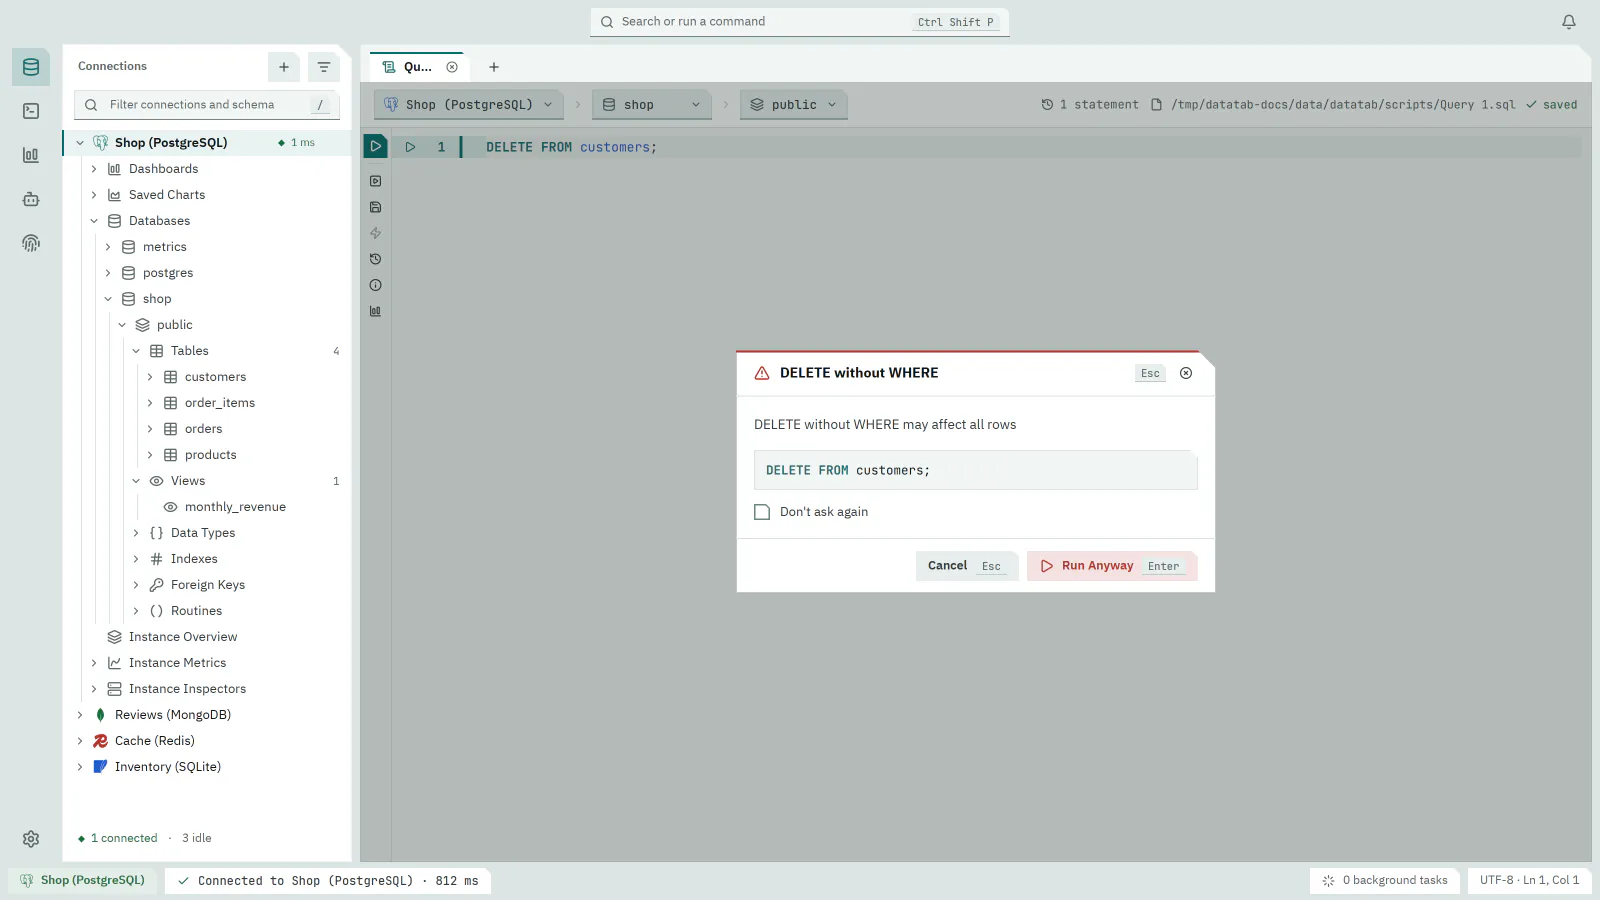 Search or run a command
Ctrl Shift P
Connections
Filter connections and schema
/
Shop (PostgreSQL)
1 ms
Dashboards
Saved Charts
Databases
metrics
postgres
shop
public
Tables
4
customers
order_items
orders
products
Views
1
monthly_revenue
Data Types
Indexes
Foreign Keys
Routines
Instance Overview
Instance Metrics
Instance Inspectors
Reviews (MongoDB)
Cache (Redis)
Inventory (SQLite)
1 connected · 3 idle
Qu...
Shop (PostgreSQL)
shop
public
1 statement
/tmp/datatab-docs/data/datatab/scripts/Query 1.sql
saved
1
DELETE FROM customers;
DELETE without WHERE
Esc
DELETE without WHERE may affect all rows
DELETE FROM customers;
Don't ask again
Cancel Esc
Run Anyway Enter
Shop (PostgreSQL)
Connected to Shop (PostgreSQL) · 812 ms
0 background tasks
UTF-8 · Ln 1, Col 1